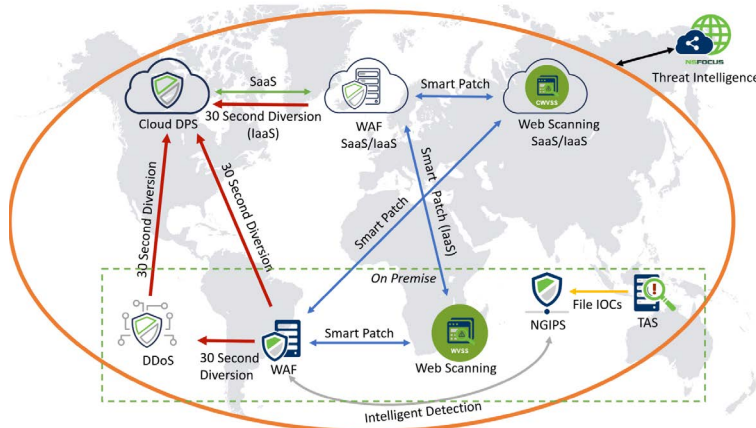 NSFOCUS
Threat Intelligence
SaaS
Smart Patch
CWVSS
Cloud DPS
30 Second Diversion
(IaaS)
WAF
SaaS/IaaS
Web Scanning
SaaS/IaaS
30 Second Diversion
30 Second Diversion
Smart Patch
Smart Patch (IaaS)
On Premise
DDoS
30 Second
Diversion
WAF
Smart Patch
WVSS
Web Scanning
NGIPS
File IOCs
TAS
Intelligent Detection